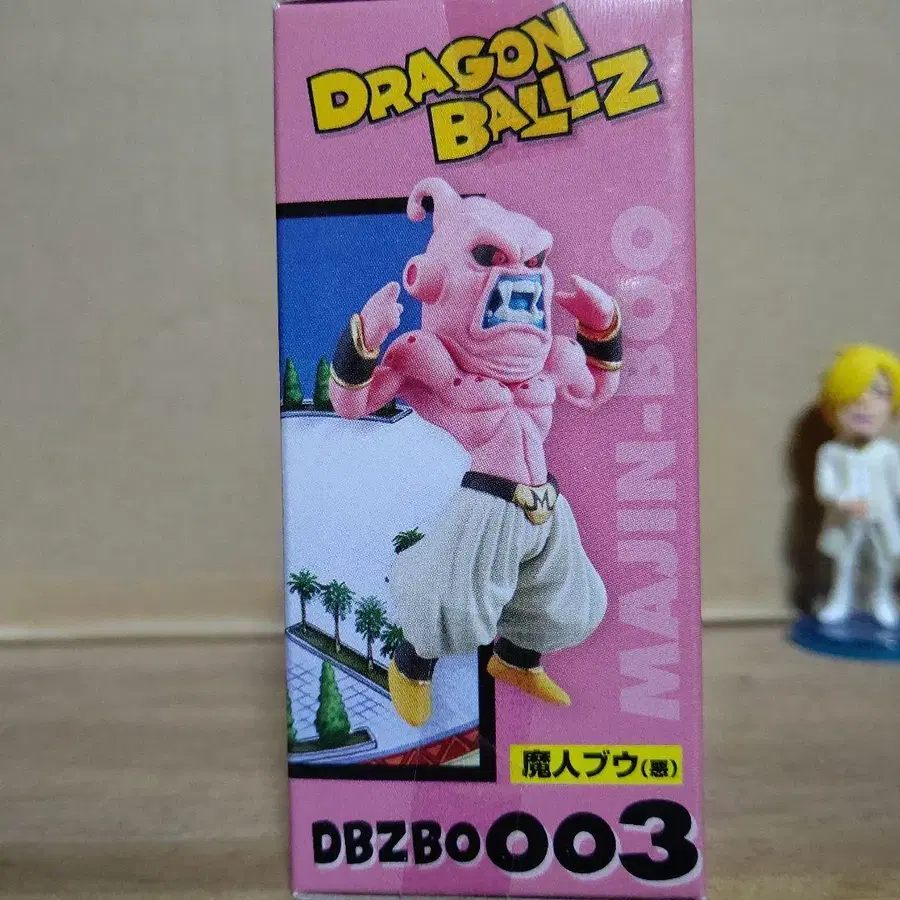 DRAGON
BALL Z
MAJIN-BOO
M
魔人ブウ(悪)
DBZBO003